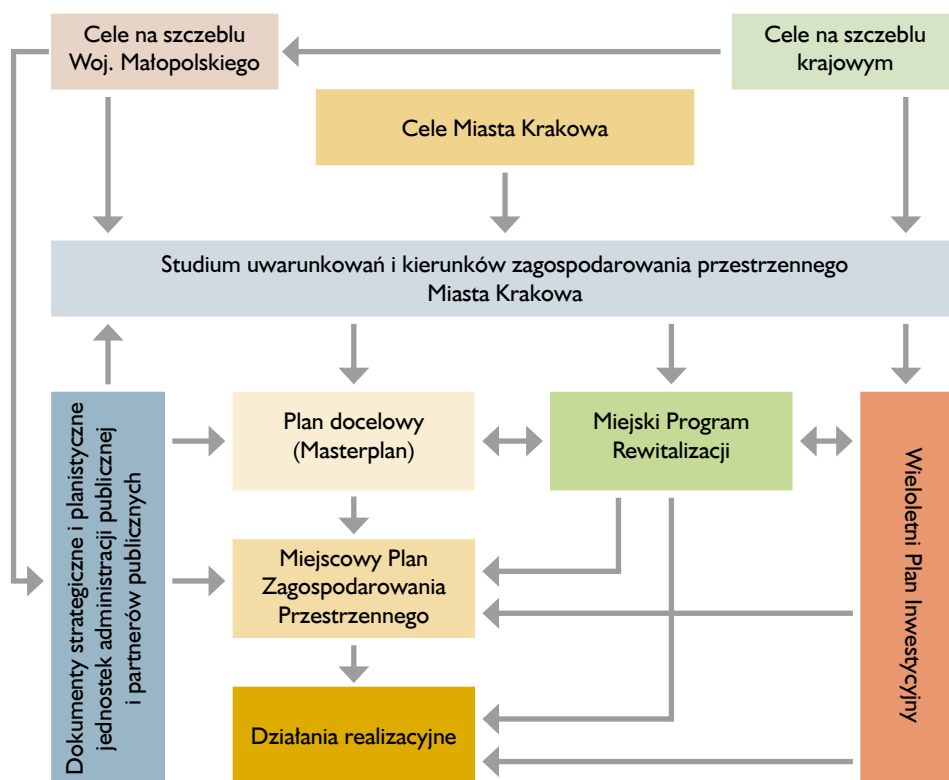 Cele na szczeblu
Woj. Małopolskiego
Cele na szczeblu
krajowym
Cele Miasta Krakowa
Studium uwarunkowań i kierunków zagospodarowania przestrzennego
Miasta Krakowa
Dokumenty strategiczne i planistyczne
jednostek administracji publicznej
i partnerów publicznych
Plan docelowy
(Masterplan)
Miejski Program
Rewitalizacji
Wieloletni Plan Inwestycyjny
Miejscowy Plan
Zagospodarowania
Przestrzennego
Działania realizacyjne